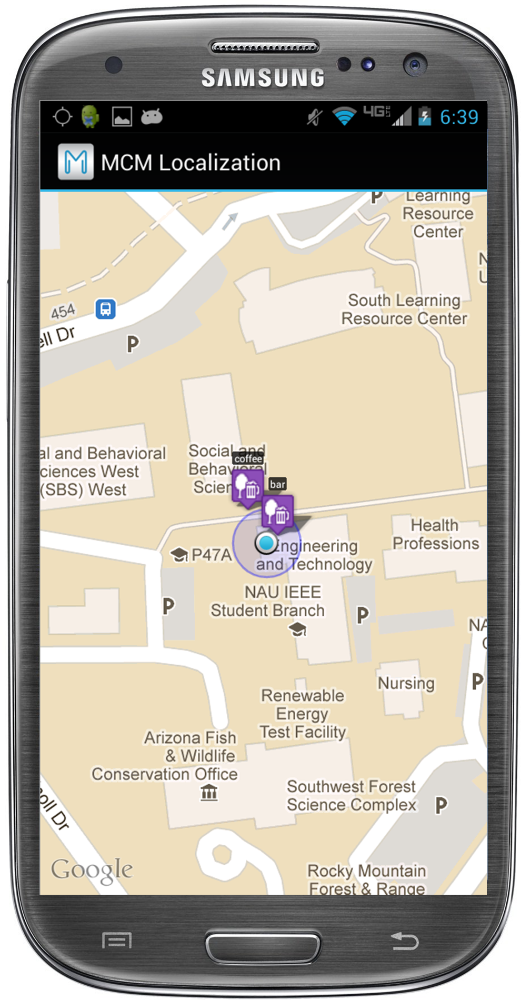 SAMSUNG
4G LTE
6:39
MCM Localization
P
Learning
Resource
Center
N
U
South Learning
Resource Center
454
ell Dr
P
al and Behavioral
ciences West
(SBS) West
Social and
Behavioral
Scien
coffee
bar
Health
Professions
P47A
Engineering
and Technology
NAU IEEE
Student Branch
P
P
NA
C
Nursing
P
Renewable
Energy
Test Facility
Arizona Fish
& Wildlife
Conservation Office
Southwest Forest
Science Complex
P
oll Dr
Google
Rocky Mountain
Forest & Range